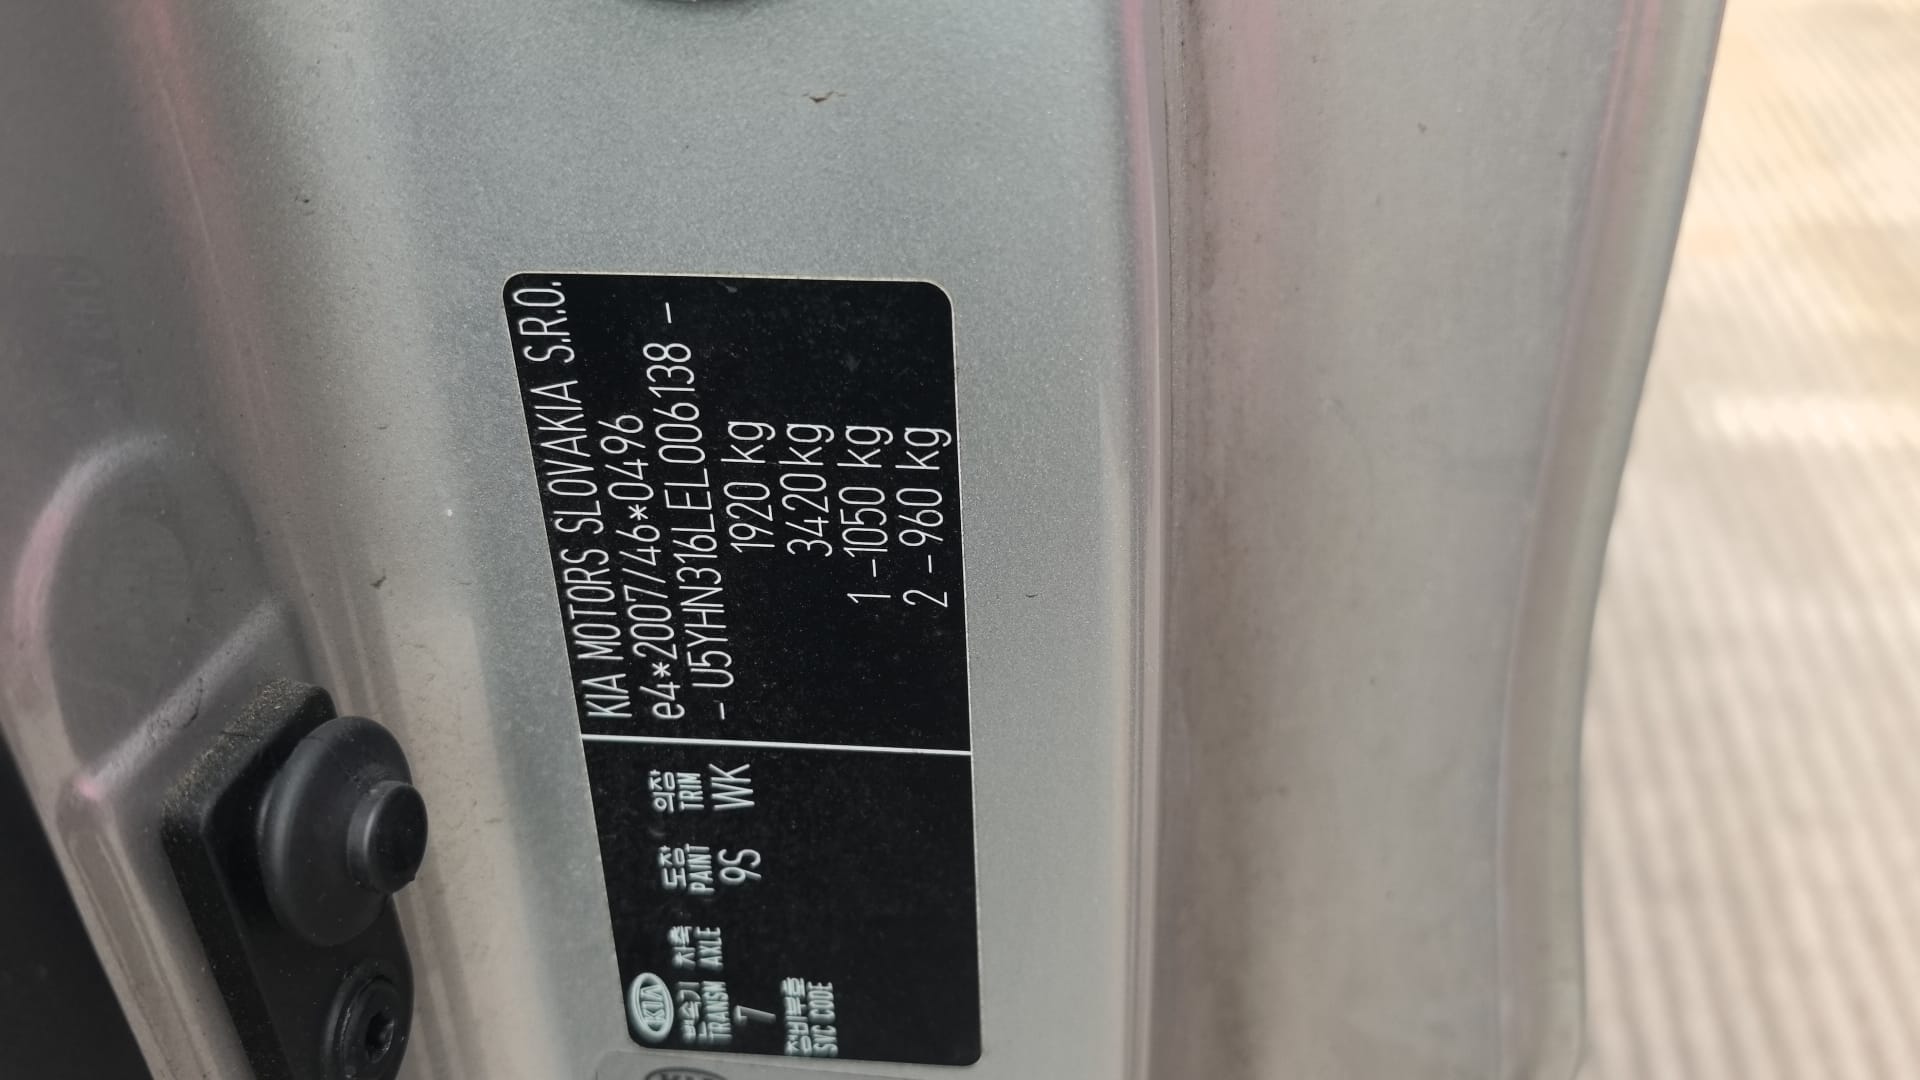 KIA MOTORS SLOVAKIA S.R.O.
e4*2007/46*0496
- U5YHN316LEL006138 -
1920 kg
3420kg
1 -1050 kg
2 -960 kg
KIA
변속기 차축 도장 의장
TRANSM AXLE PAINT TRIM
7 9S WK
정비부호
SVC CODE